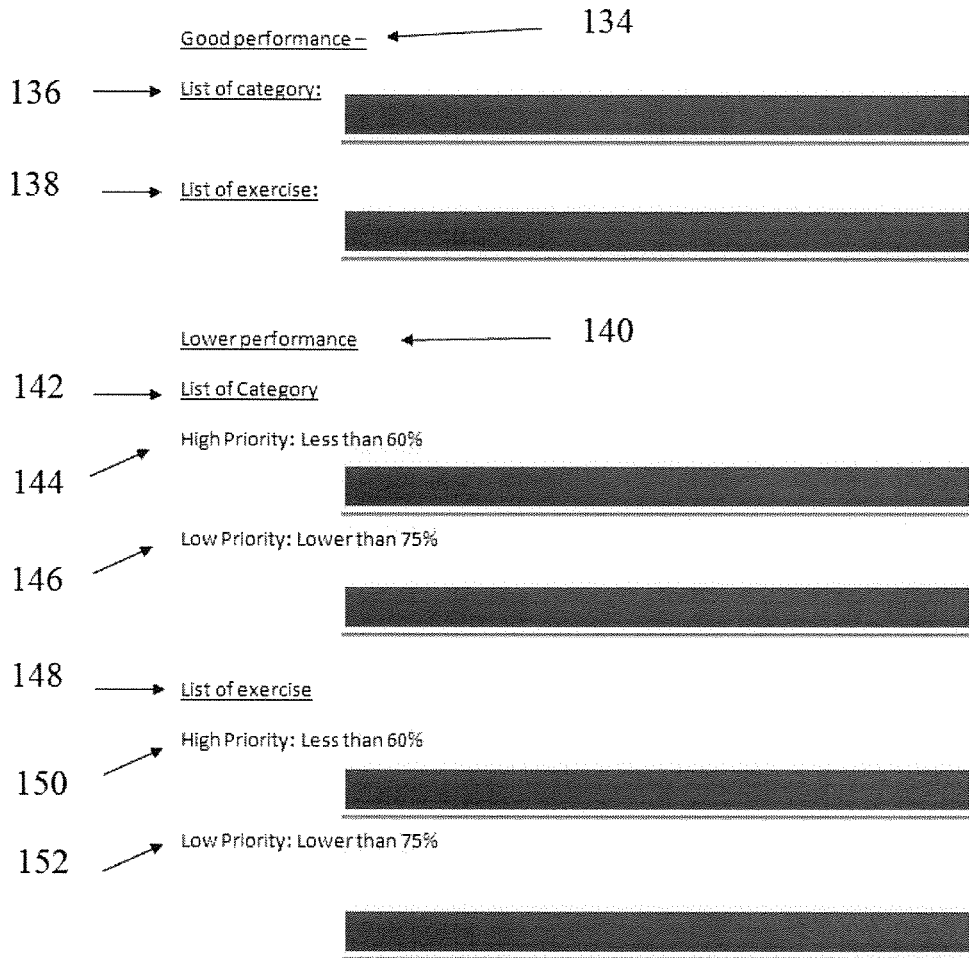 Good performance – 134
136 List of category:
138 List of exercise:
Lower performance 140
142 List of Category
High Priority: Less than 60%
144
Low Priority: Lower than 75%
146
148 List of exercise
High Priority: Less than 60%
150
Low Priority: Lower than 75%
152